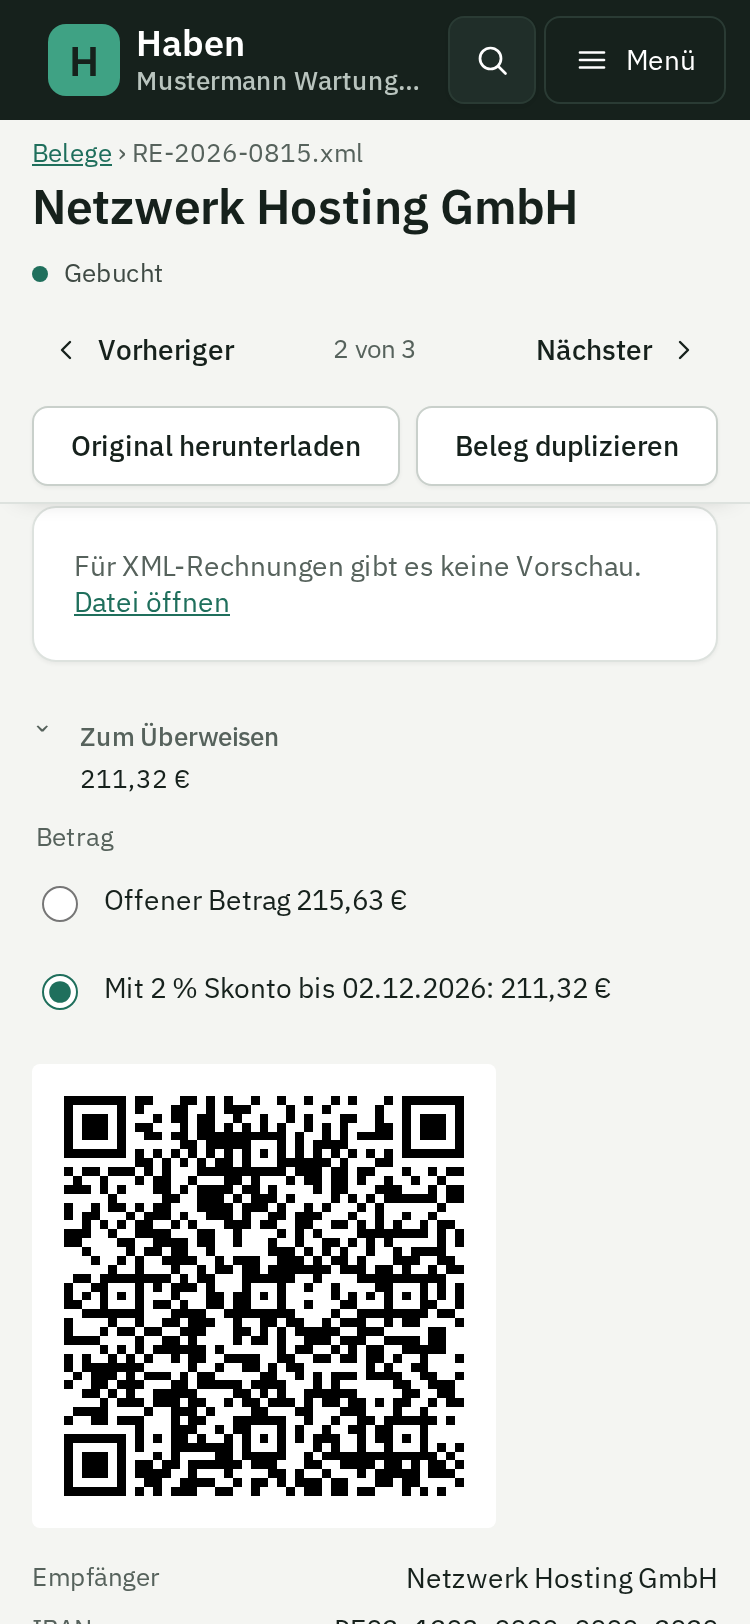 H
Haben
Mustermann Wartung...
Menü
Belege › RE-2026-0815.xml
Netzwerk Hosting GmbH
Gebucht
Vorheriger
2 von 3
Nächster
Original herunterladen
Beleg duplizieren
Für XML-Rechnungen gibt es keine Vorschau.
Datei öffnen
Zum Überweisen
211,32 €
Betrag
Offener Betrag 215,63 €
Mit 2 % Skonto bis 02.12.2026: 211,32 €
Empfänger
Netzwerk Hosting GmbH
IBAN